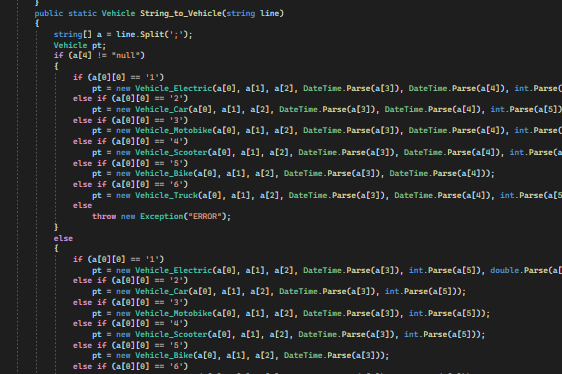 }
public static Vehicle String_to_Vehicle(string line)
{
string[] a = line.Split(';');
Vehicle pt;
if (a[4] != "null")
{
if (a[0][0] == '1')
pt = new Vehicle_Electric(a[0], a[1], a[2], DateTime.Parse(a[3]), DateTime.Parse(a[4]), int.Parse(
else if (a[0][0] == '2')
pt = new Vehicle_Car(a[0], a[1], a[2], DateTime.Parse(a[3]), DateTime.Parse(a[4]), int.Parse(a[5])
else if (a[0][0] == '3')
pt = new Vehicle_Motobike(a[0], a[1], a[2], DateTime.Parse(a[3]), DateTime.Parse(a[4]), int.Parse(
else if (a[0][0] == '4')
pt = new Vehicle_Scooter(a[0], a[1], a[2], DateTime.Parse(a[3]), DateTime.Parse(a[4]), int.Parse(a
else if (a[0][0] == '5')
pt = new Vehicle_Bike(a[0], a[1], a[2], DateTime.Parse(a[3]), DateTime.Parse(a[4]));
else if (a[0][0] == '6')
pt = new Vehicle_Truck(a[0], a[1], a[2], DateTime.Parse(a[3]), DateTime.Parse(a[4]), int.Parse(a[5
else
throw new Exception("ERROR");
}
else
{
if (a[0][0] == '1')
pt = new Vehicle_Electric(a[0], a[1], a[2], DateTime.Parse(a[3]), int.Parse(a[5]), double.Parse(a[
else if (a[0][0] == '2')
pt = new Vehicle_Car(a[0], a[1], a[2], DateTime.Parse(a[3]), int.Parse(a[5]));
else if (a[0][0] == '3')
pt = new Vehicle_Motobike(a[0], a[1], a[2], DateTime.Parse(a[3]), int.Parse(a[5]));
else if (a[0][0] == '4')
pt = new Vehicle_Scooter(a[0], a[1], a[2], DateTime.Parse(a[3]), int.Parse(a[5]));
else if (a[0][0] == '5')
pt = new Vehicle_Bike(a[0], a[1], a[2], DateTime.Parse(a[3]));
else if (a[0][0] == '6')